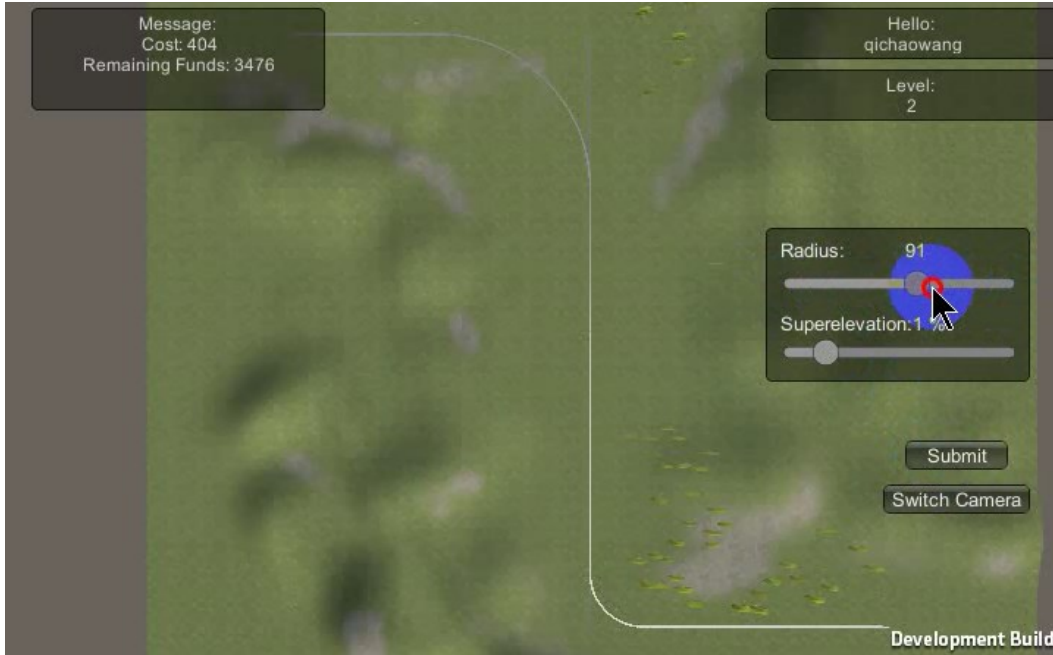 Message:
Cost: 404
Remaining Funds: 3476
Hello:
qichaowang
Level:
2
Radius: 91
Superelevation:1 %
Submit
Switch Camera
Development Build